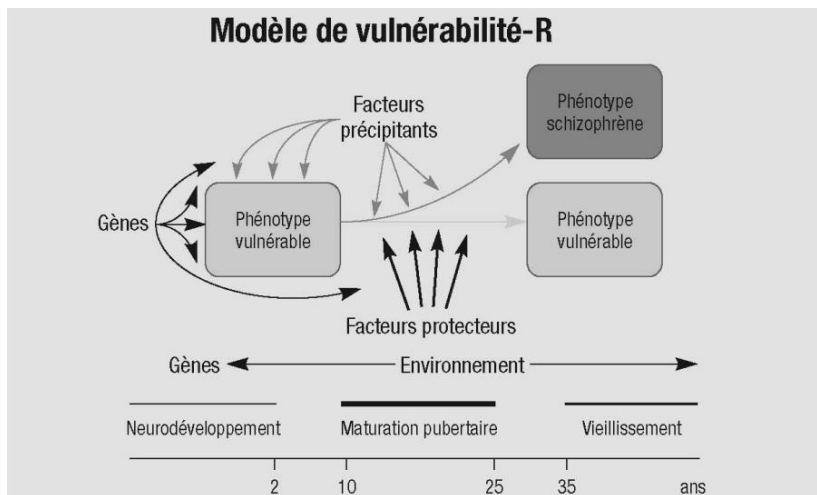 Modèle de vulnérabilité-R
Facteurs
précipitants
Phénotype
schizophrène
Gènes
Phénotype
vulnérable
Phénotype
vulnérable
Facteurs protecteurs
Gènes
Environnement
Neurodéveloppement
Maturation pubertaire
Vieillissement
2
10
25
35
ans